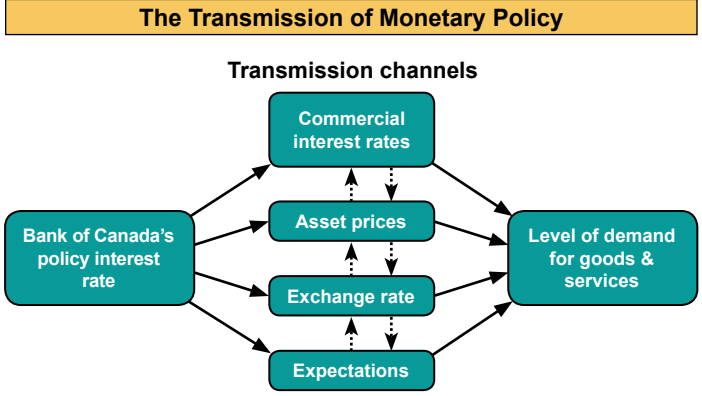 The Transmission of Monetary Policy
Transmission channels
Commercial
interest rates
Asset prices
Bank of Canada's
policy interest
rate
Level of demand
for goods &
services
Exchange rate
Expectations